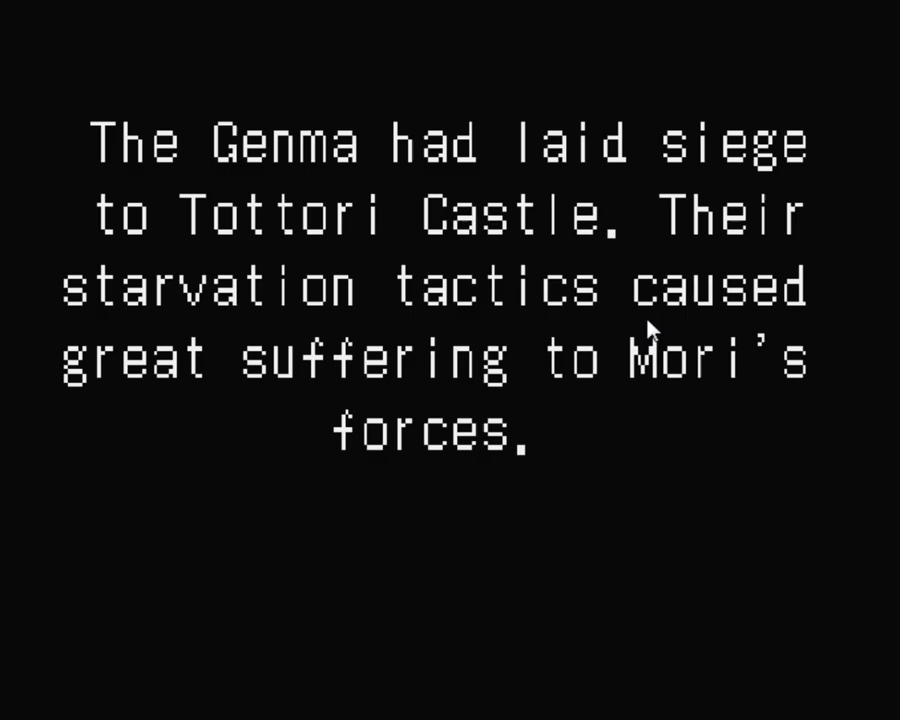 The Genma had laid siege
to Tottori Castle. Their
starvation tactics caused
great suffering to Mori's
forces.